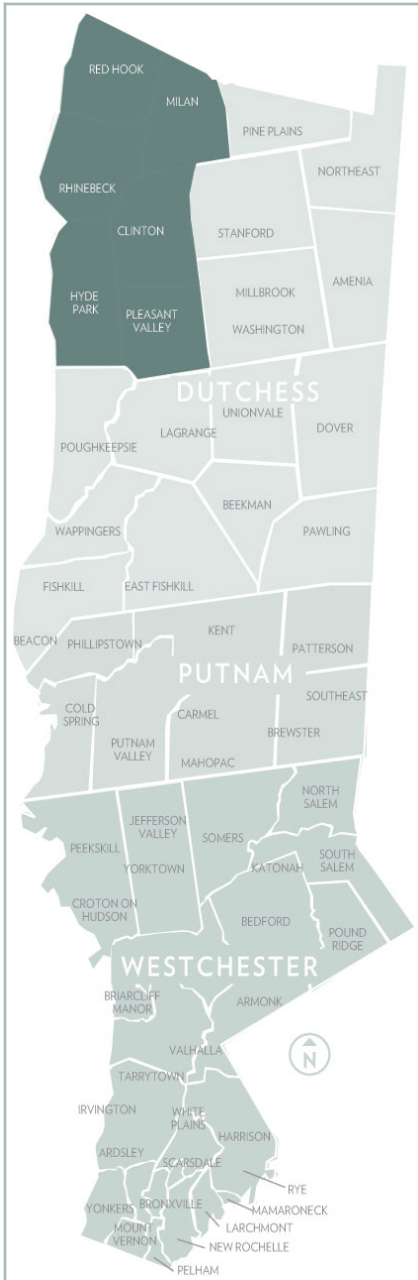 RED HOOK
MILAN
PINE PLAINS
NORTHEAST
RHINEBECK
CLINTON
STANFORD
AMENIA
HYDE
PARK
PLEASANT
VALLEY
MILLBROOK
WASHINGTON
DUTCHESS
UNIONVALE
LAGRANGE
DOVER
POUGHKEEPSIE
BEEKMAN
WAPPINGERS
PAWLING
FISHKILL
EAST FISHKILL
BEACON
PHILLIPSTOWN
KENT
PATTERSON
PUTNAM
SOUTHEAST
COLD
SPRING
CARMEL
BREWSTER
PUTNAM
VALLEY
MAHOPAC
NORTH
SALEM
JEFFERSON
VALLEY
PEEKSKILL
SOMERS
YORKTOWN
KATONAH
SOUTH
SALEM
CROTON ON
HUDSON
BEDFORD
POUND
RIDGE
WESTCHESTER
BRIARCLIFF
MANOR
ARMONK
VALHALLA
N
TARRYTOWN
IRVINGTON
WHITE
PLAINS
HARRISON
ARDSLEY
SCARSDALE
RYE
YONKERS
BRONXVILLE
MAMARONECK
LARCHMONT
MOUNT
VERNON
NEW ROCHELLE
PELHAM